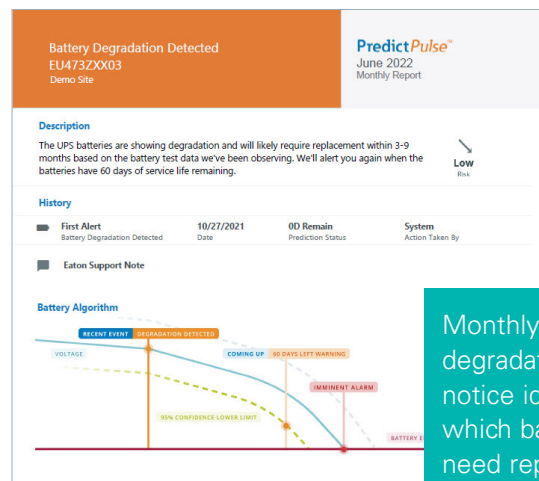 Battery Degradation Detected
EU473ZXX03
Demo Site
PredictPulse™
June 2022
Monthly Report
Description
The UPS batteries are showing degradation and will likely require replacement within 3-9
months based on the battery test data we've been observing. We'll alert you again when the
batteries have 60 days of service life remaining.
Low
Risk
History
First Alert
Battery Degradation Detected
10/27/2021
Date
0D Remain
Prediction Status
System
Action Taken By
Eaton Support Note
Battery Algorithm
RECENT EVENT DEGRADATION DETECTED
VOLTAGE
COMING UP 60 DAYS LEFT WARNING
IMMINENT ALARM
95% CONFIDENCE LOWER LIMIT
BATTERY
Monthly
notice
which
need